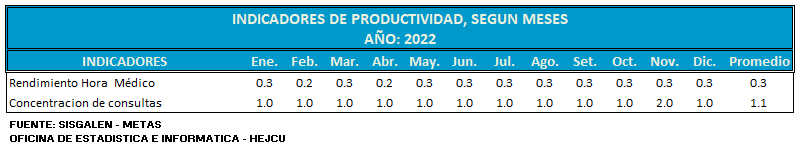 INDICADORES DE PRODUCTIVIDAD, SEGUN MESES
AÑO: 2022
INDICADORES Ene. Feb. Mar. Abr. May. Jun. Jul. Ago. Set. Oct. Nov. Dic. Promedio
Rendimiento Hora Médico 0.3 0.2 0.3 0.2 0.3 0.3 0.3 0.3 0.3 0.3 0.3 0.3 0.3
Concentracion de consultas 1.0 1.0 1.0 1.0 1.0 1.0 1.0 1.0 1.0 1.0 2.0 1.0 1.1
FUENTE: SISGALEN - METAS
OFICINA DE ESTADISTICA E INFORMATICA - HEJCU